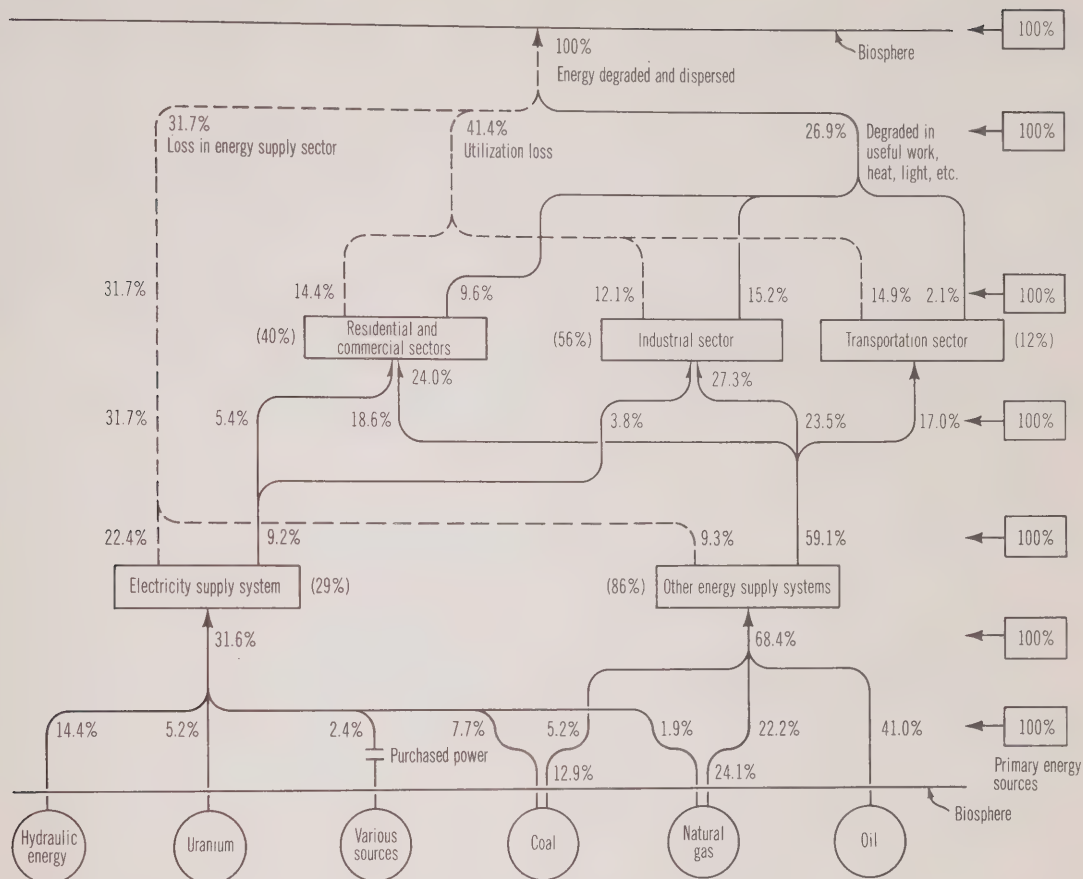 100%
Biosphere
100%
Energy degraded and dispersed
31.7%
Loss in energy supply sector
41.4%
Utilization loss
26.9%
Degraded in
useful work,
heat, light, etc.
100%
31.7%
14.4%
9.6%
12.1%
15.2%
14.9%
2.1%
100%
(40%)
Residential and
commercial sectors
(56%)
Industrial sector
Transportation sector
(12%)
24.0%
27.3%
31.7%
5.4%
18.6%
3.8%
23.5%
17.0%
100%
22.4%
9.2%
9.3%
59.1%
100%
Electricity supply system
(29%)
(86%)
Other energy supply systems
31.6%
68.4%
100%
14.4%
5.2%
2.4%
7.7%
5.2%
1.9%
22.2%
41.0%
100%
Purchased power
12.9%
24.1%
Primary energy
sources
Biosphere
Hydraulic
energy
Uranium
Various
sources
Coal
Natural
gas
Oil